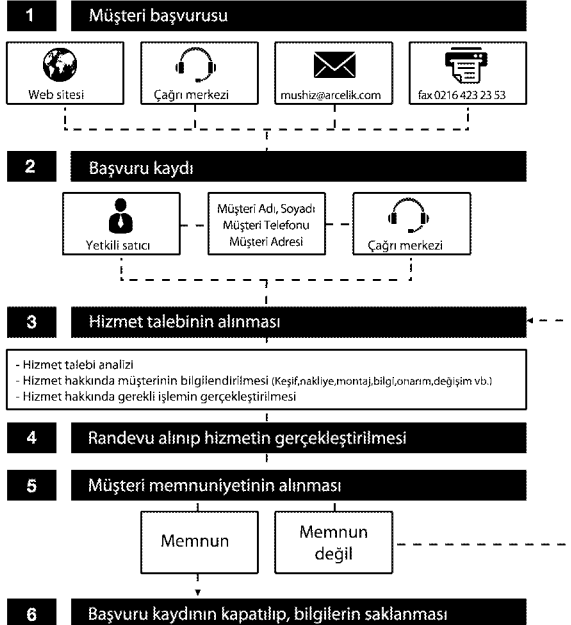 1 Müşteri başvurusu
Web sitesi
Çağrı merkezi
mushiz@arcelik.com
fax 0216 423 23 53
2 Başvuru kaydı
Yetkili satıcı
Müşteri Adı, Soyadı
Müşteri Telefonu
Müşteri Adresi
Çağrı merkezi
3 Hizmet talebinin alınması
- Hizmet talebi analizi
- Hizmet hakkında müşterinin bilgilendirilmesi (Keşif,nakliye,montaj,bilgi,onarım,değişim vb.)
- Hizmet hakkında gerekli işlemin gerçekleştirilmesi
4 Randevu alınıp hizmetin gerçekleştirilmesi
5 Müşteri memnuniyetinin alınması
Memnun
Memnun
değil
6 Başvuru kaydının kapatılıp, bilgilerin saklanması